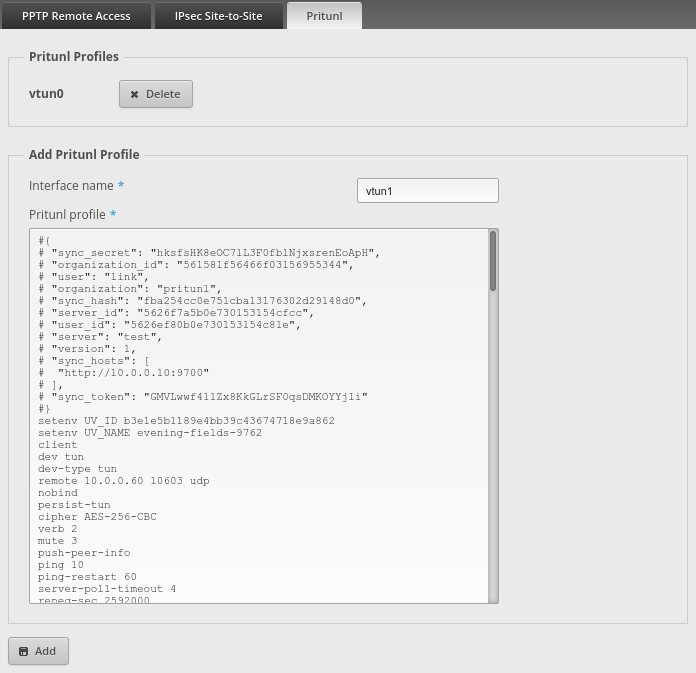 PPTP Remote Access IPsec Site-to-Site Pritunl
Pritunl Profiles
vtun0 Delete
Add Pritunl Profile
Interface name * vtun1
Pritunl profile *
#{
# "sync_secret": "hksfsHK8eOC71L3F0fblNjxsrenEoApH",
# "organization_id": "561581f56466f03156955344",
# "user": "link",
# "organization": "pritunl",
# "sync_hash": "fba254cc0e751cba13176302d29148d0",
# "server_id": "5626f7a5b0e730153154cfcc",
# "user_id": "5626ef80b0e730153154c81e",
# "server": "test",
# "version": 1,
# "sync_hosts": [
#  "http://10.0.0.10:9700"
# ],
# "sync_token": "GMVLwwf411Zx8KkGLrSF0qsDMKOYYjli"
#}
setenv UV_ID b3e1e5b1189e4bb39c43674718e9a862
setenv UV_NAME evening-fields-9762
client
dev tun
dev-type tun
remote 10.0.0.60 10603 udp
nobind
persist-tun
cipher AES-256-CBC
verb 2
mute 3
push-peer-info
ping 10
ping-restart 60
server-poll-timeout 4
reneg-sec 2592000
Add